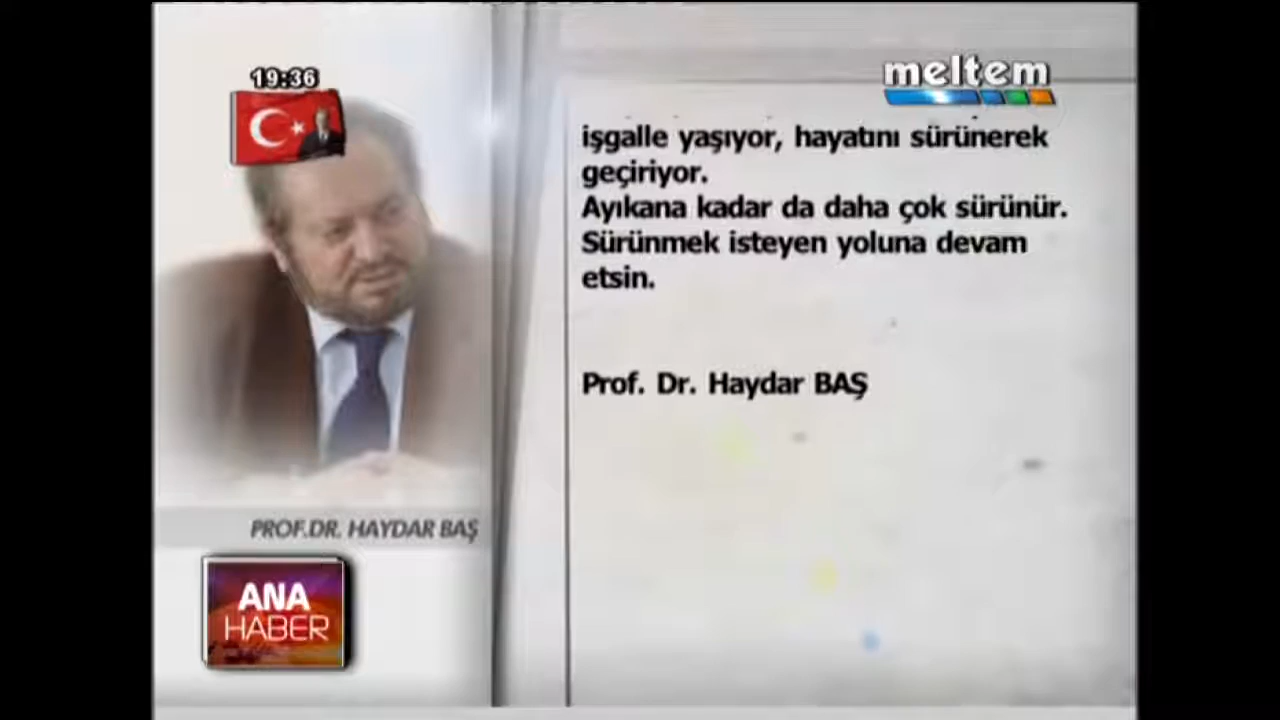 19:36
meltem
işgalle yaşıyor, hayatını sürünerek
geçiriyor.
Ayıkana kadar da daha çok sürünür.
Sürünmek isteyen yoluna devam
etsin.
Prof. Dr. Haydar BAŞ
PROF.DR. HAYDAR BAŞ
ANA
HABER